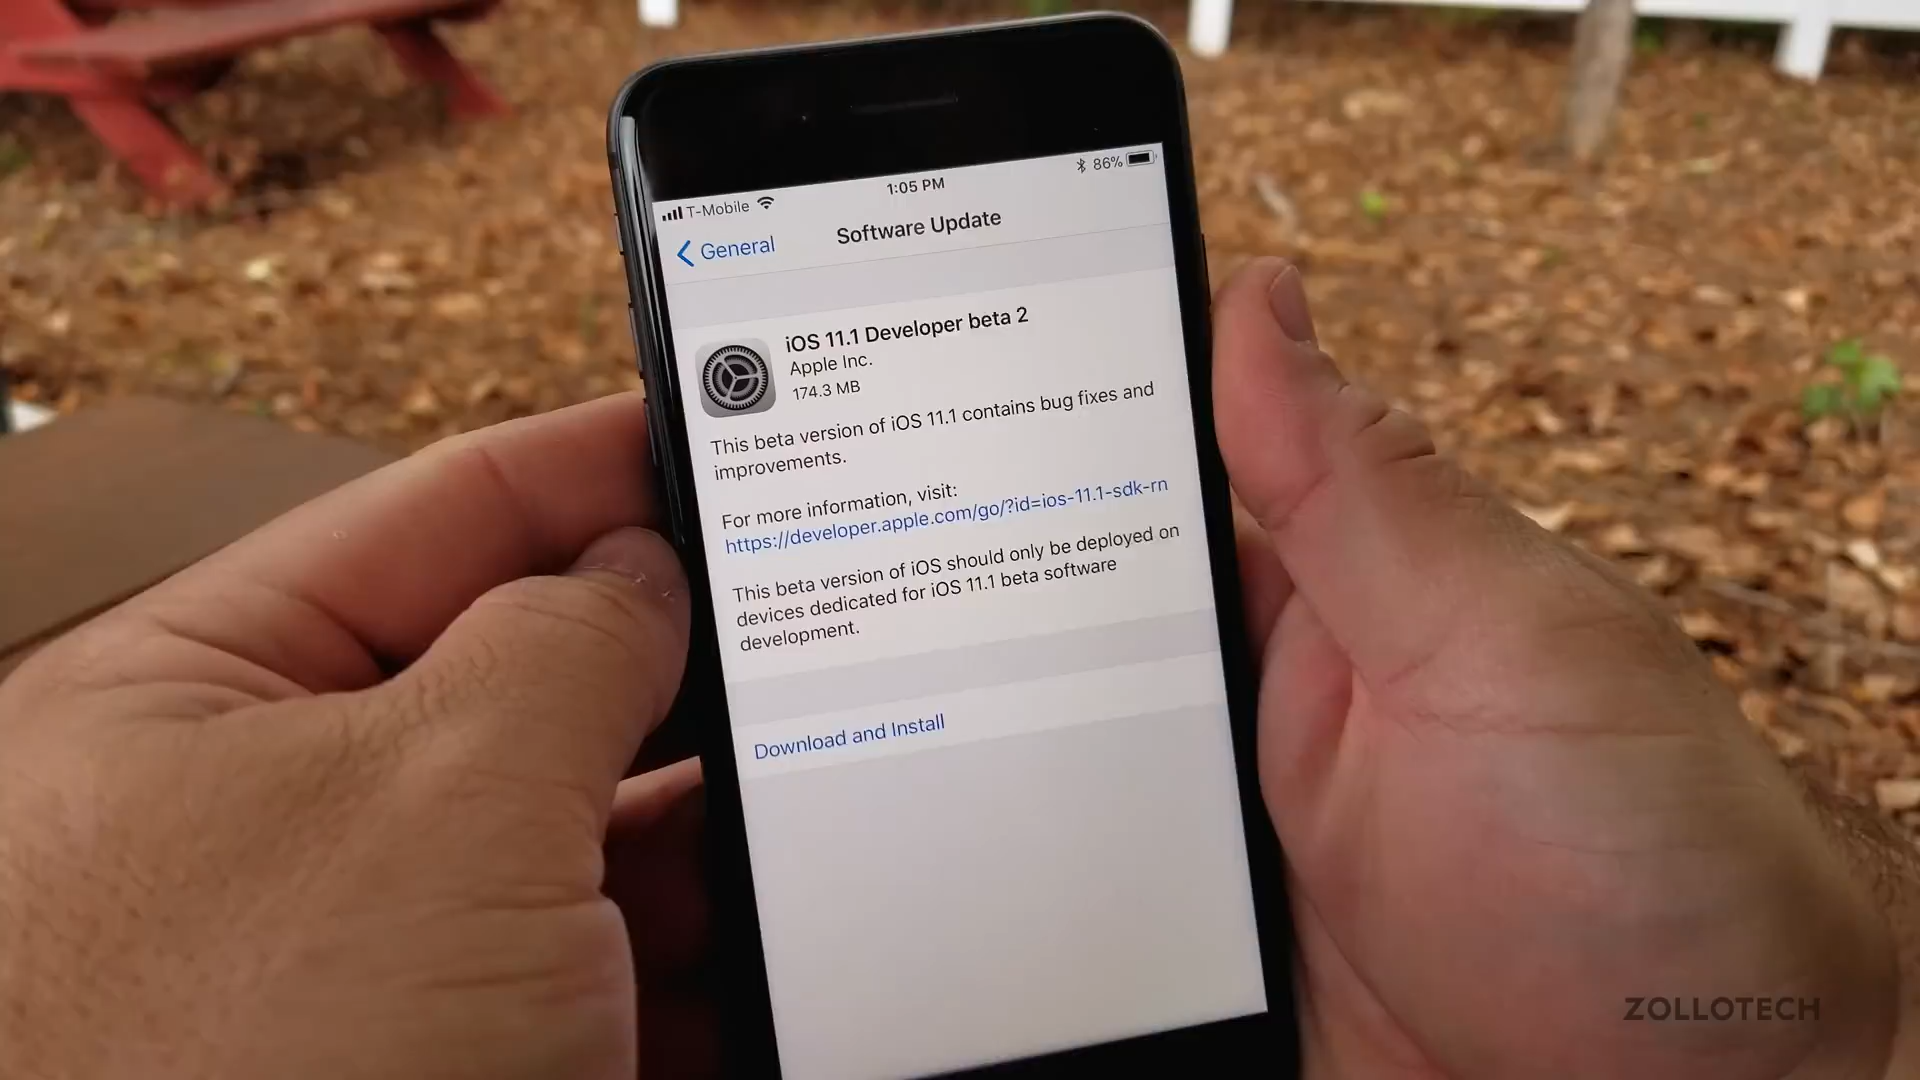 T-Mobile
1:05 PM
86%
General
Software Update
iOS 11.1 Developer beta 2
Apple Inc.
174.3 MB
This beta version of iOS 11.1 contains bug fixes and
improvements.
For more information, visit:
https://developer.apple.com/go/?id=ios-11.1-sdk-rn
This beta version of iOS should only be deployed on
devices dedicated for iOS 11.1 beta software
development.
Download and Install
ZOLLOTECH